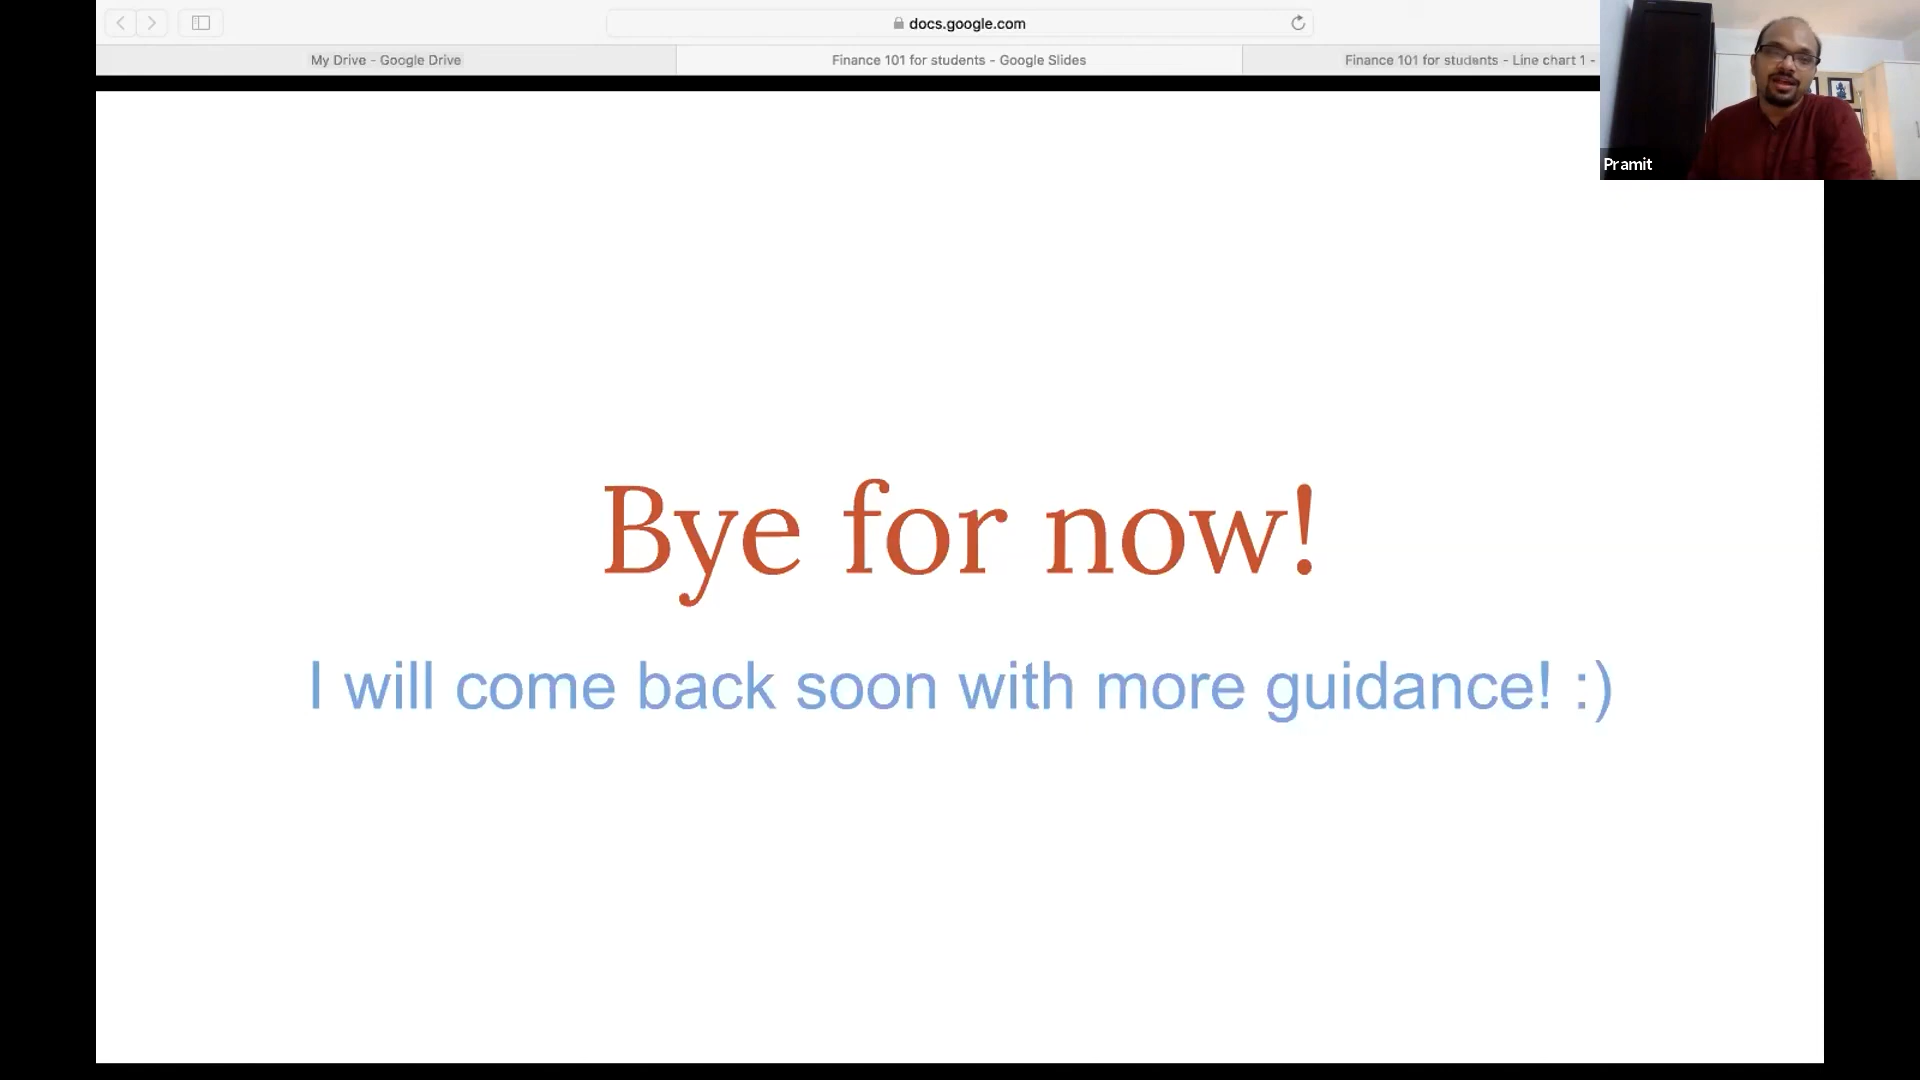 docs.google.com
My Drive - Google Drive
Finance 101 for students - Google Slides
Finance 101 for students - Line chart 1 -
Pramit
Bye for now!
I will come back soon with more guidance! :)